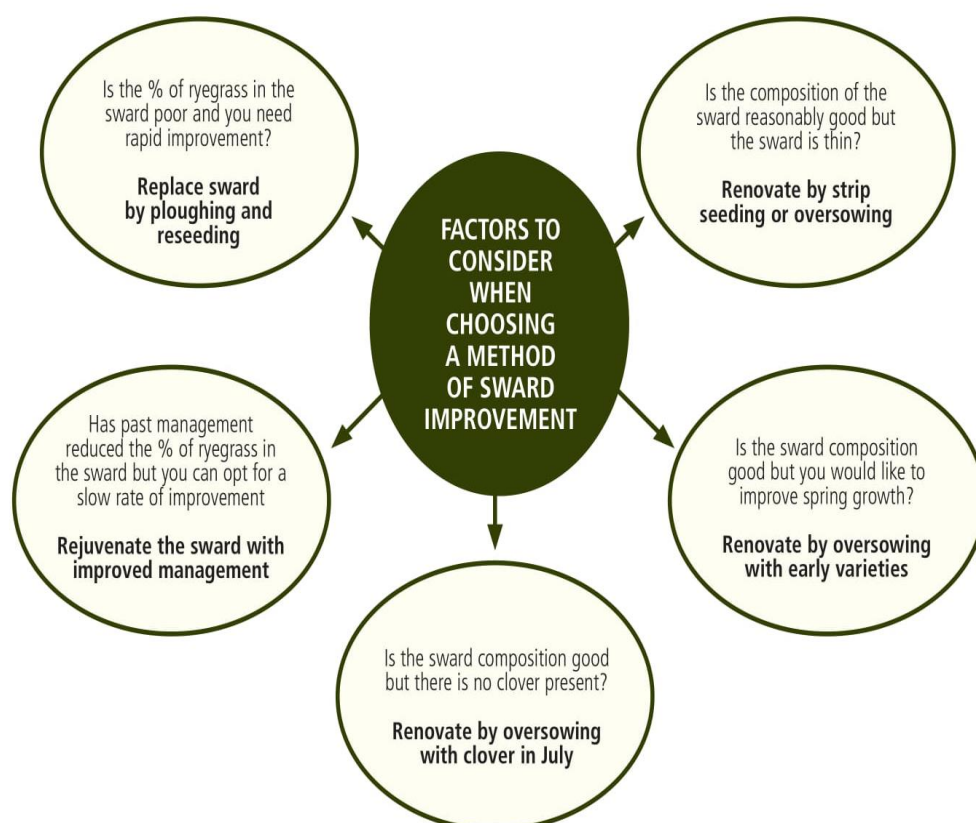 Is the % of ryegrass in the
sward poor and you need
rapid improvement?
Replace sward
by ploughing and
reseeding
Is the composition of the
sward reasonably good but
the sward is thin?
Renovate by strip
seeding or oversowing
FACTORS TO
CONSIDER
WHEN
CHOOSING
A METHOD
OF SWARD
IMPROVEMENT
Has past management
reduced the % of ryegrass in
the sward but you can opt for a
slow rate of improvement
Rejuvenate the sward with
improved management
Is the sward composition
good but you would like to
improve spring growth?
Renovate by oversowing
with early varieties
Is the sward composition good
but there is no clover present?
Renovate by oversowing
with clover in July